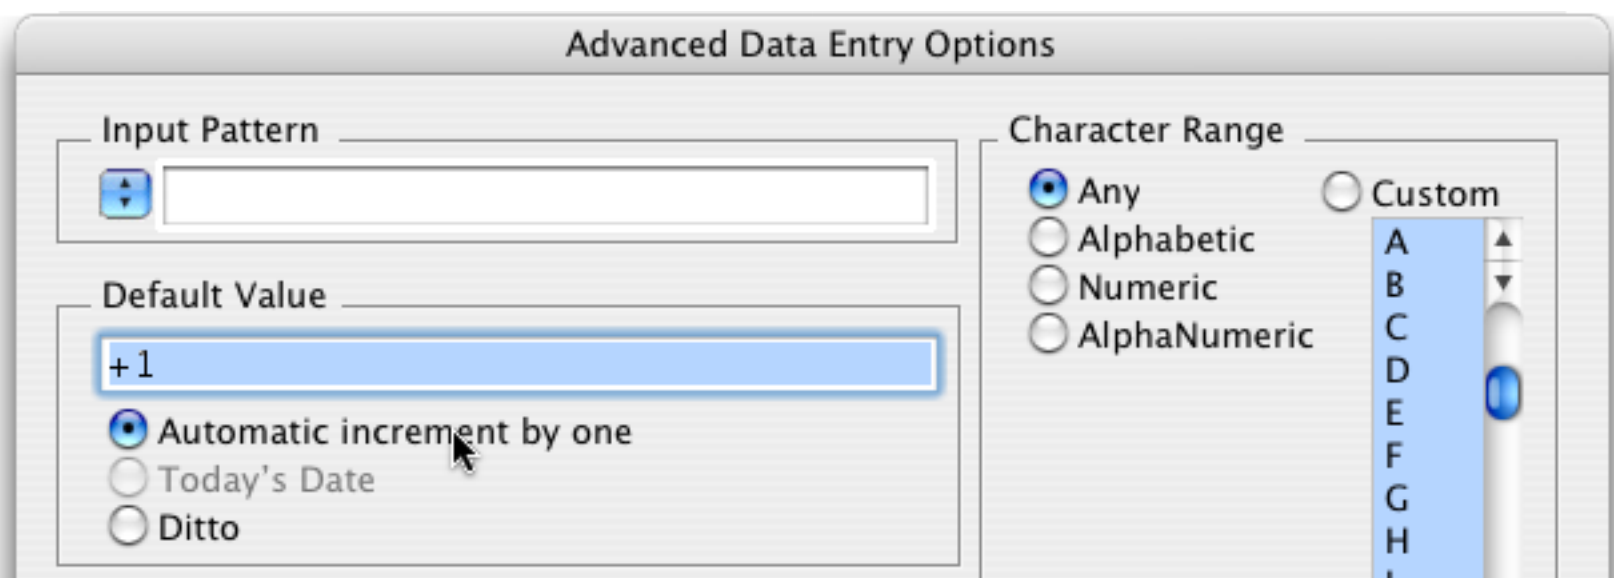 Advanced Data Entry Options
Input Pattern
Default Value
+1
Automatic increment by one
Today's Date
Ditto
Character Range
Any
Alphabetic
Numeric
AlphaNumeric
Custom
A
B
C
D
E
F
G
H